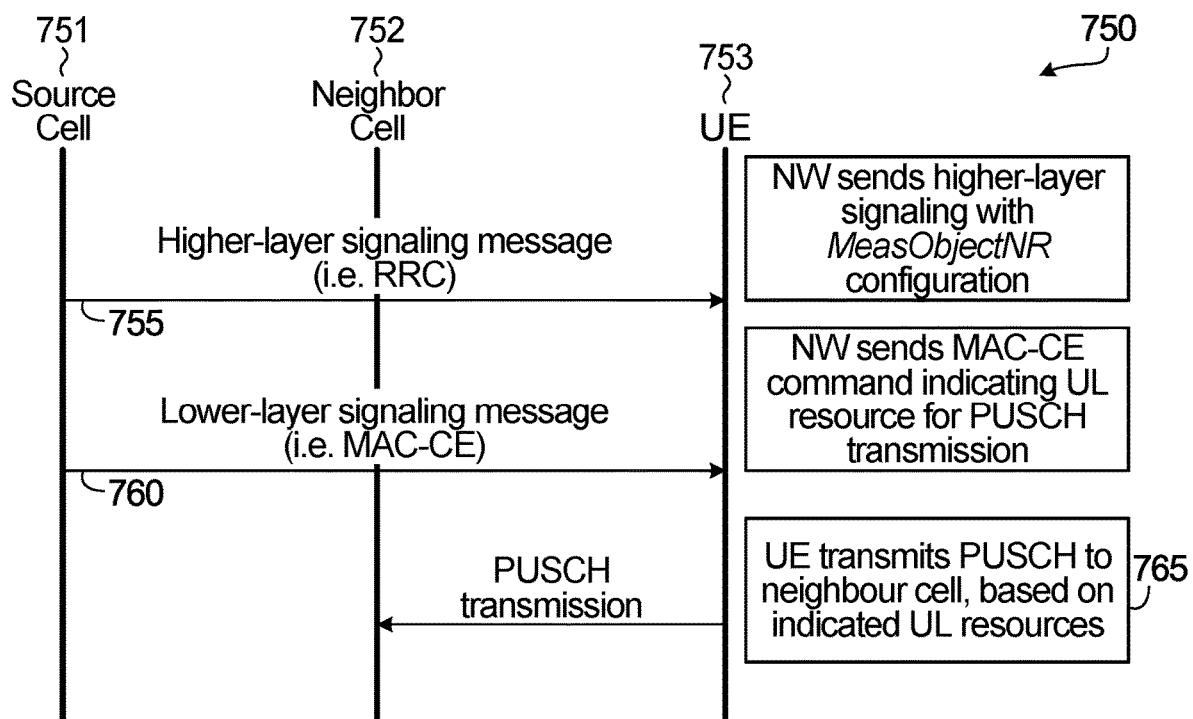 751
752
753
750
Source
Cell
Neighbor
Cell
UE
NW sends higher-layer
signaling with
MeasObjectNR
configuration
Higher-layer signaling message
(i.e. RRC)
755
NW sends MAC-CE
command indicating UL
resource for PUSCH
transmission
Lower-layer signaling message
(i.e. MAC-CE)
760
PUSCH
transmission
UE transmits PUSCH to
neighbour cell, based on
indicated UL resources
765